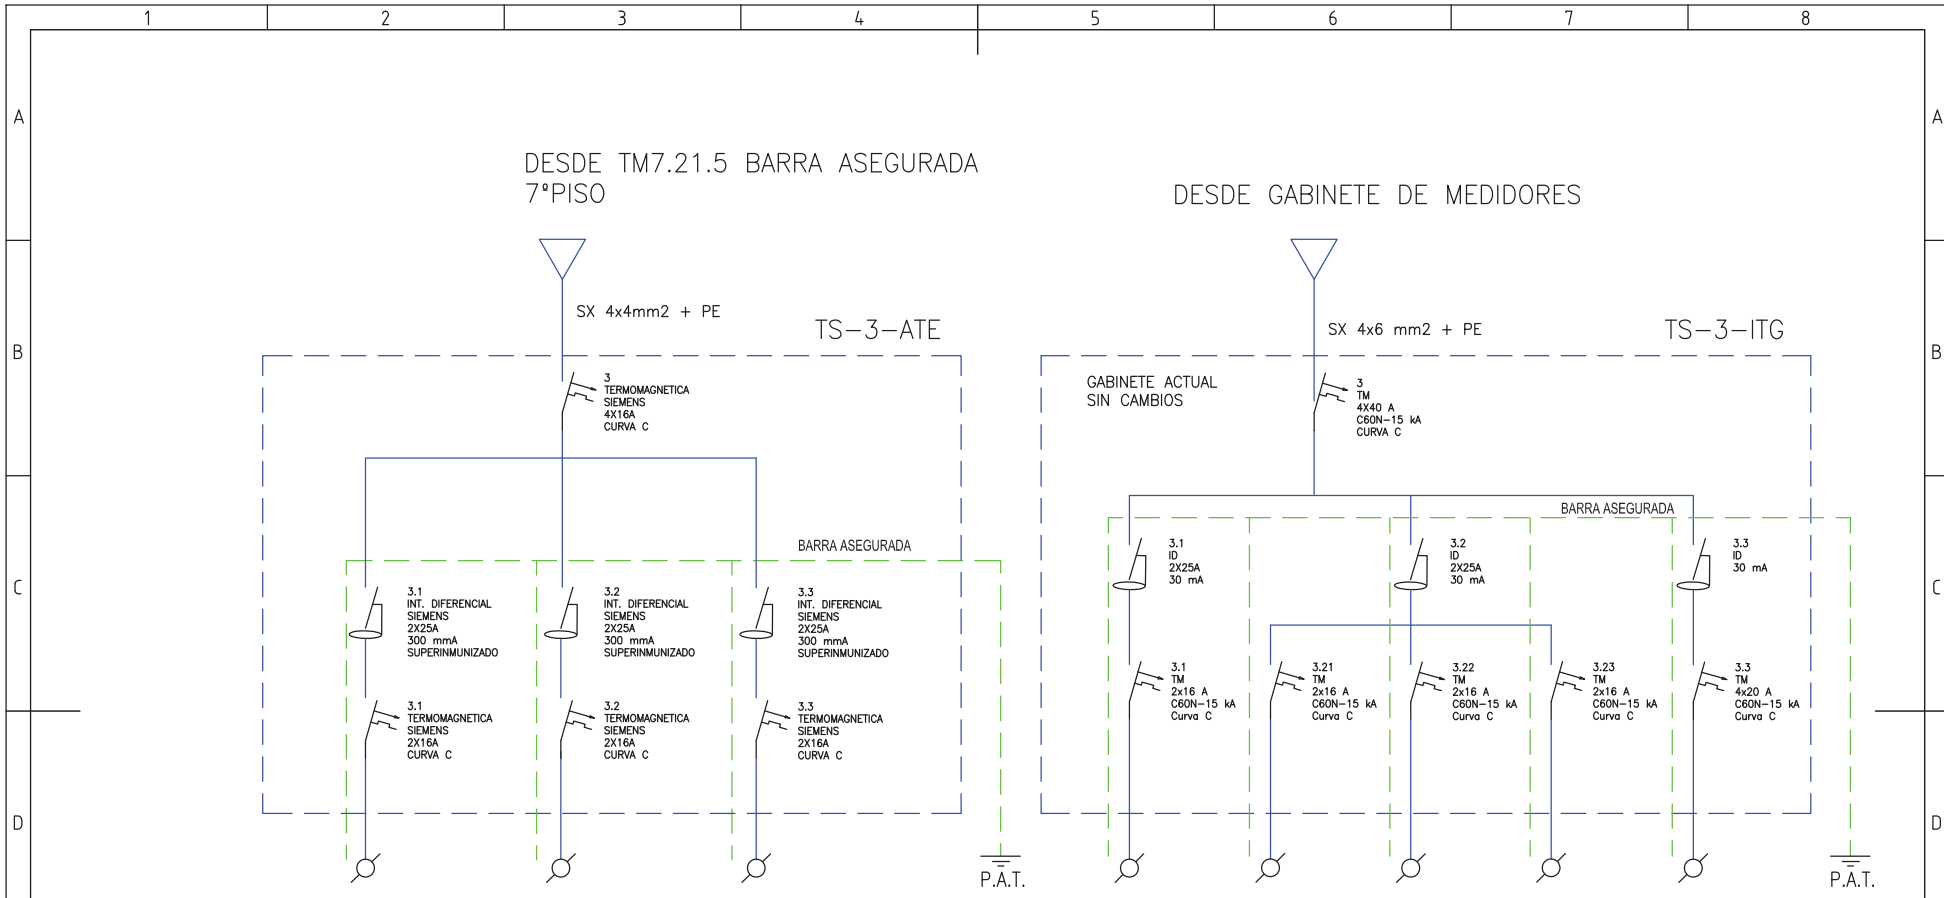 1 2 3 4 5 6 7 8
A A
DESDE TM7.21.5 BARRA ASEGURADA
7ºPISO
DESDE GABINETE DE MEDIDORES
SX 4x4mm2 + PE
TS-3-ATE
SX 4x6 mm2 + PE
TS-3-ITG
B B
3
TERMOMAGNETICA
SIEMENS
4X16A
CURVA C
GABINETE ACTUAL
SIN CAMBIOS
3
TM
4X40 A
C60N-15 kA
CURVA C
BARRA ASEGURADA
BARRA ASEGURADA
C C
3.1
INT. DIFERENCIAL
SIEMENS
2X25A
300 mmA
SUPERINMUNIZADO
3.2
INT. DIFERENCIAL
SIEMENS
2X25A
300 mmA
SUPERINMUNIZADO
3.3
INT. DIFERENCIAL
SIEMENS
2X25A
300 mmA
SUPERINMUNIZADO
3.1
ID
2X25A
30 mA
3.2
ID
2X25A
30 mA
3.3
ID
30 mA
3.1
TERMOMAGNETICA
SIEMENS
2X16A
CURVA C
3.2
TERMOMAGNETICA
SIEMENS
2X16A
CURVA C
3.3
TERMOMAGNETICA
SIEMENS
2X16A
CURVA C
3.1
TM
2x16 A
C60N-15 kA
Curva C
3.21
TM
2x16 A
C60N-15 kA
Curva C
3.22
TM
2x16 A
C60N-15 kA
Curva C
3.23
TM
2x16 A
C60N-15 kA
Curva C
3.3
TM
4x20 A
C60N-15 kA
Curva C
D D
P.A.T.
P.A.T.